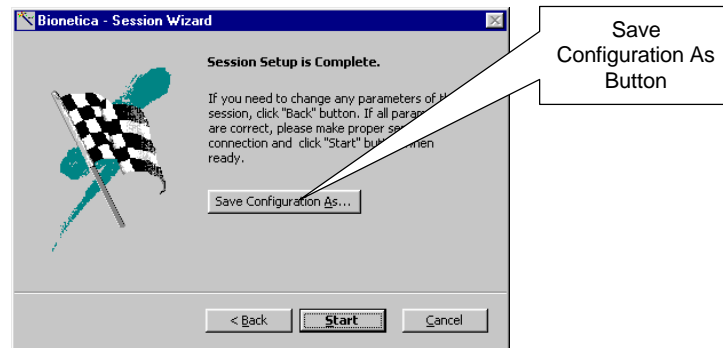 Bionetica - Session Wizard
Session Setup is Complete.
If you need to change any parameters of th
session, click "Back" button. If all param
are correct, please make proper se
connection and click "Start" but when
ready.
Save Configuration As...
< Back
Start
Cancel
Save
Configuration As
Button